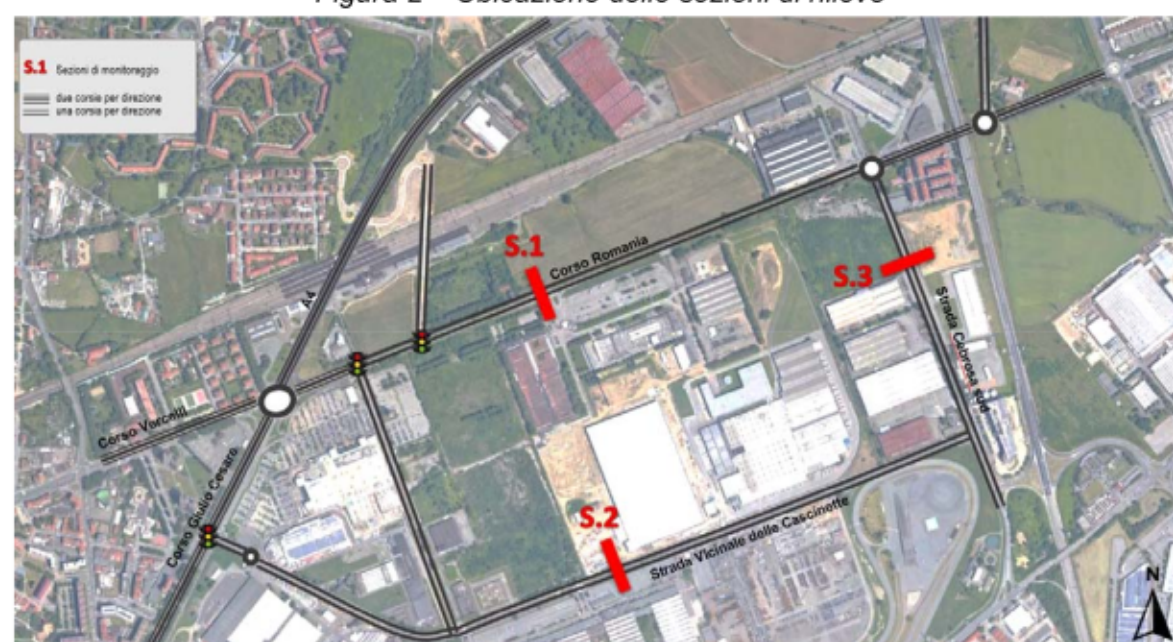 Figura 2 – Ubicazione delle sezioni di rilievo
S.1 Sezioni di monitoraggio
due corsie per direzione
una corsia per direzione
S.1
Corso Romania
S.3
A4
Strada Cebrosa sud
Corso Vercelli
Corso Giulio Cesare
S.2
Strada Vicinale delle Cascinette
N